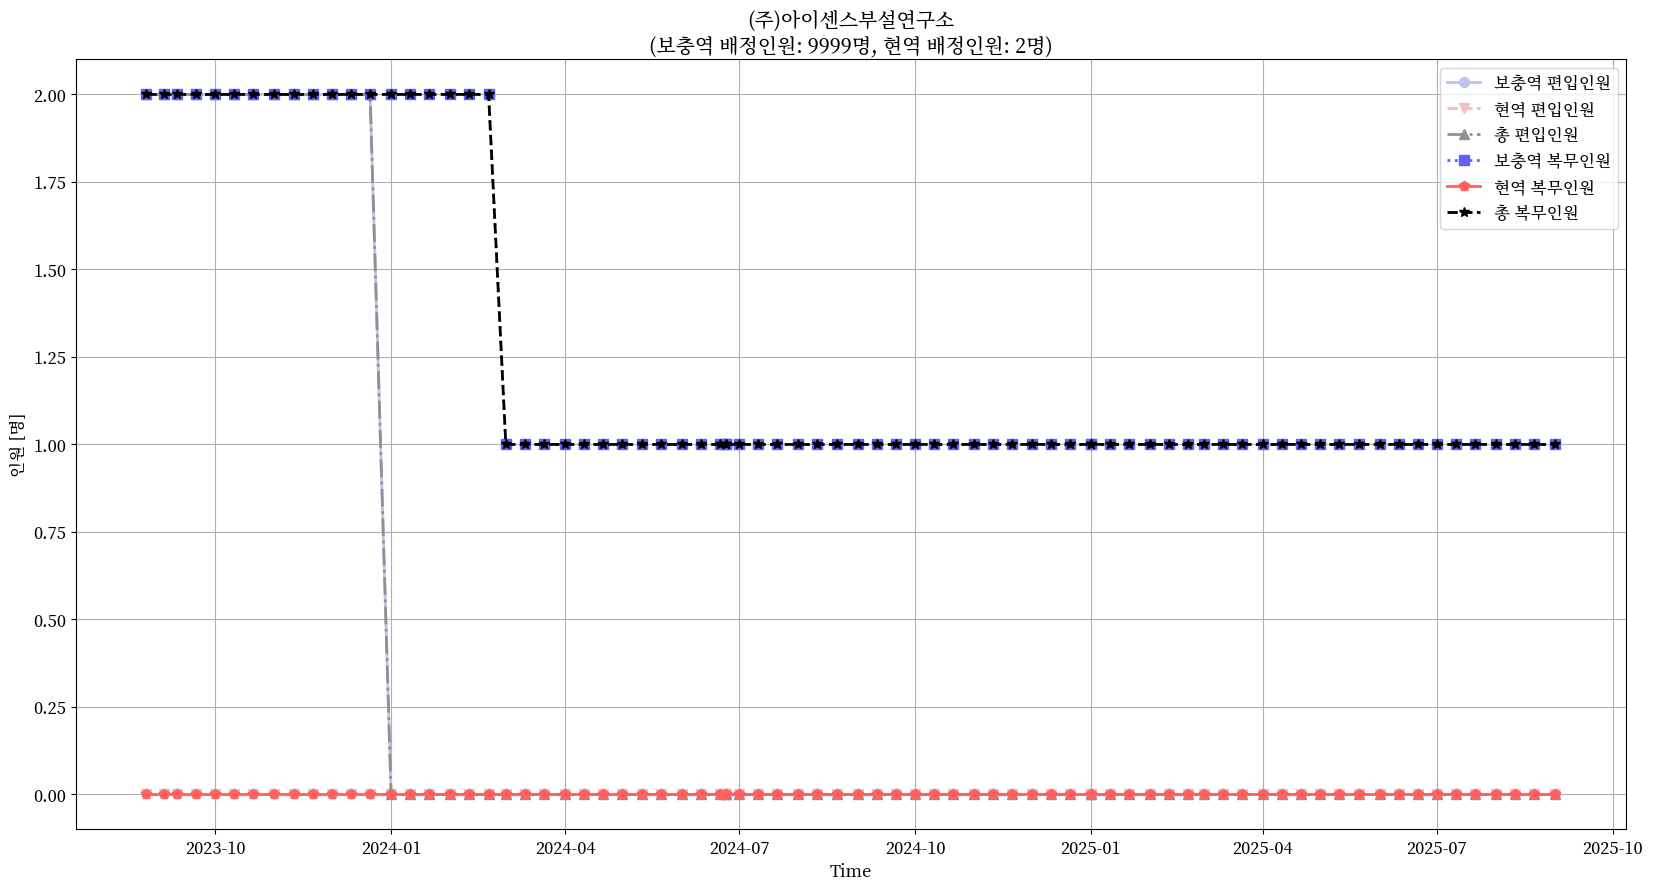 (주)아이센스부설연구소
(보충역 배정인원: 9999명, 현역 배정인원: 2명)
보충역 편입인원
현역 편입인원
총 편입인원
보충역 복무인원
현역 복무인원
총 복무인원
인원 [명]
2.00
1.75
1.50
1.25
1.00
0.75
0.50
0.25
0.00
2023-10 2024-01 2024-04 2024-07 2024-10 2025-01 2025-04 2025-07 2025-10
Time